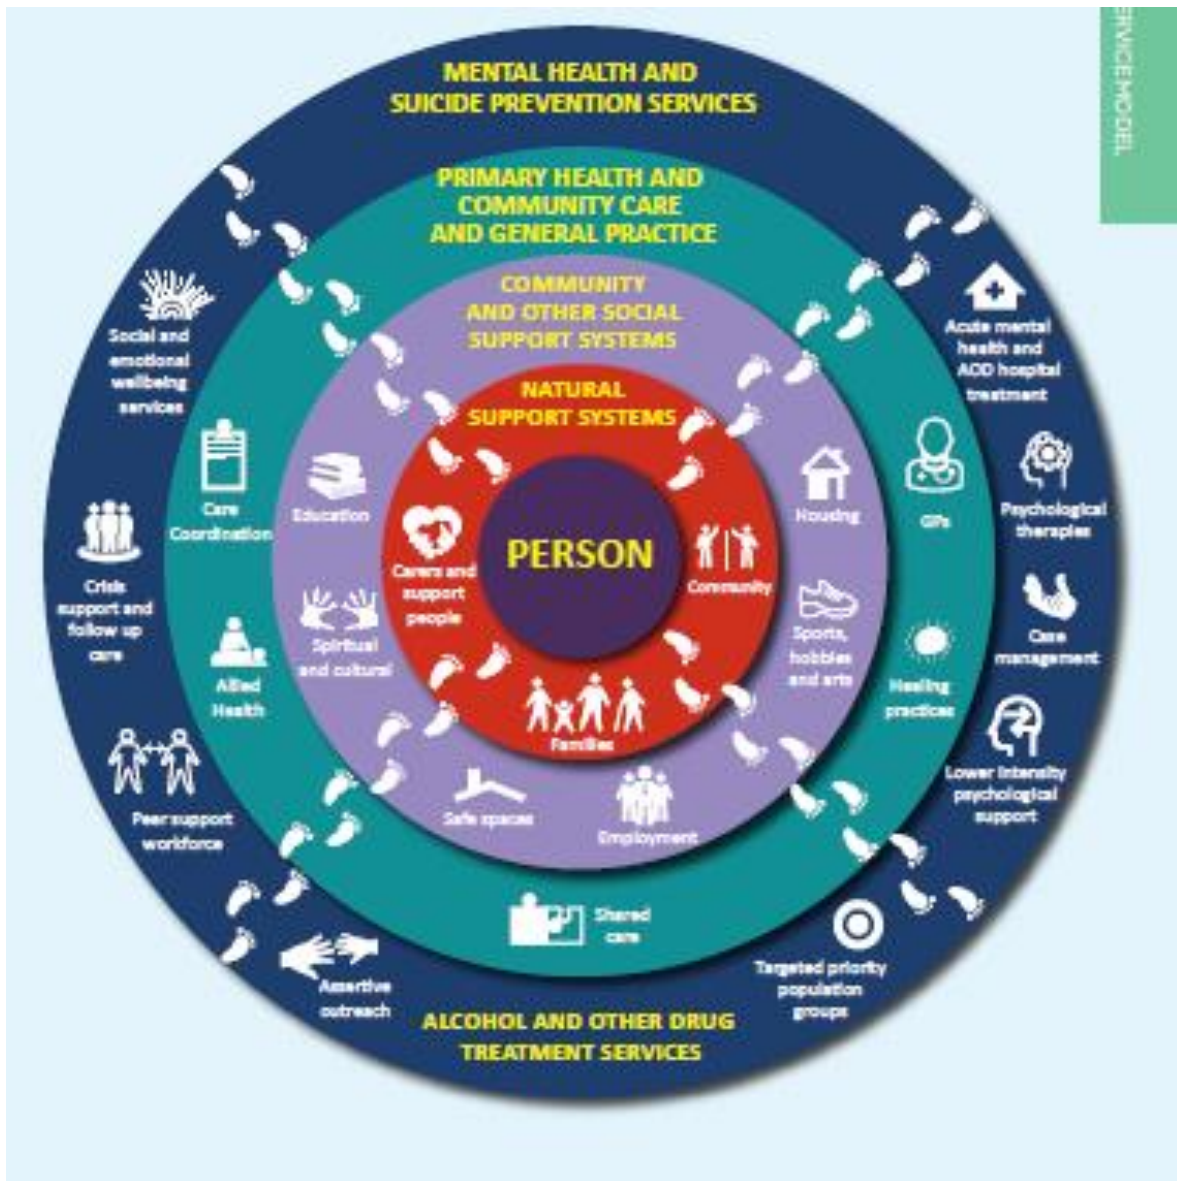 ERVICE MODEL
MENTAL HEALTH AND
SUICIDE PREVENTION SERVICES
PRIMARY HEALTH AND
COMMUNITY CARE
AND GENERAL PRACTICE
COMMUNITY
AND OTHER SOCIAL
SUPPORT SYSTEMS
NATURAL
SUPPORT SYSTEMS
PERSON
Carers and
support
people
Community
Families
Education
Spiritual
and cultural
Safe spaces
Employment
Housing
Sports,
hobbies
and arts
Care
Coordination
Allied
Health
Shared
care
GPs
Healing
practices
Social and
emotional
wellbeing
services
Crisis
support and
follow up
care
Peer support
workforce
Assertive
outreach
Acute mental
health and
AOD hospital
treatment
Psychological
therapies
Case
management
Lower intensity
psychological
support
Targeted priority
population
groups
ALCOHOL AND OTHER DRUG
TREATMENT SERVICES